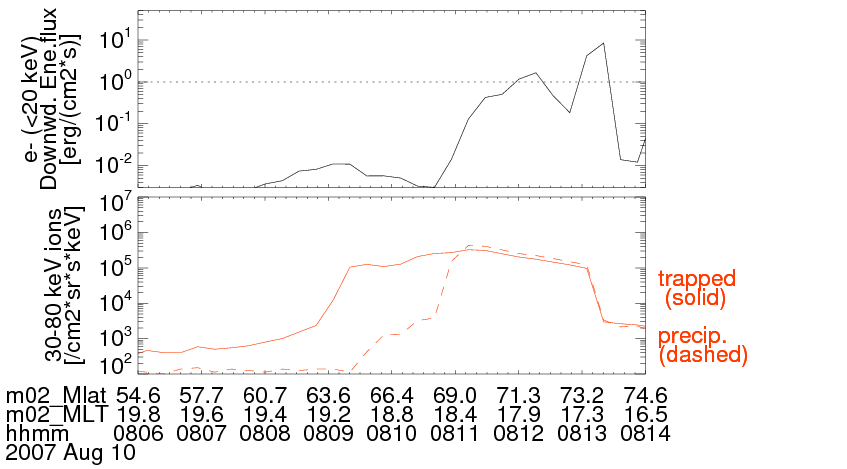 e- (<20 keV)
Downwd. Ene.flux
[erg/(cm2*s)]
10¹
10⁰
10⁻¹
10⁻²
30-80 keV ions
[/cm2*sr*s*keV]
10⁷
10⁶
10⁵
10⁴
10³
10²
trapped
(solid)
precip.
(dashed)
m02_Mlat 54.6 57.7 60.7 63.6 66.4 69.0 71.3 73.2 74.6
m02_MLT 19.8 19.6 19.4 19.2 18.8 18.4 17.9 17.3 16.5
hhmm 0806 0807 0808 0809 0810 0811 0812 0813 0814
2007 Aug 10